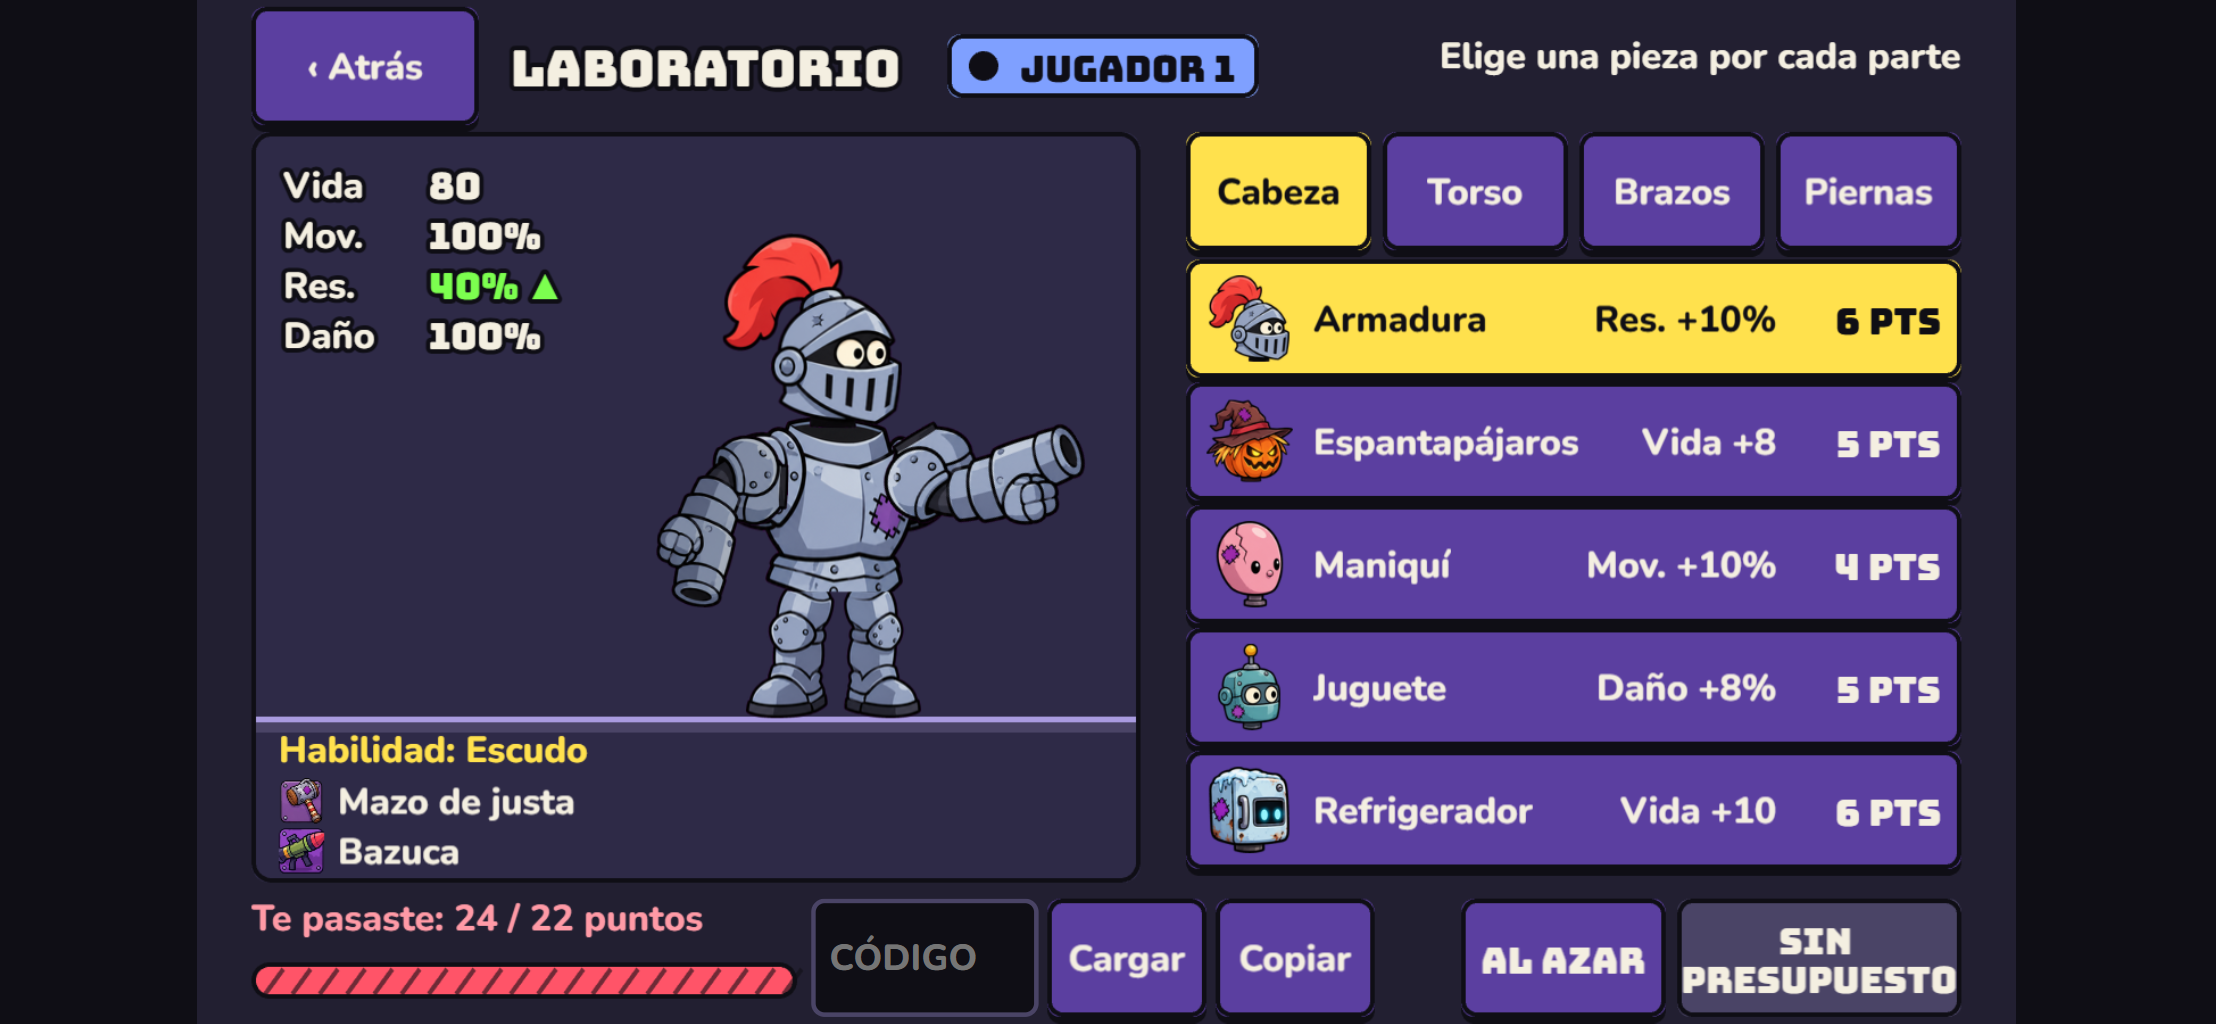 ‹ Atrás
LABORATORIO
JUGADOR 1
Elige una pieza por cada parte
Vida 80
Mov. 100%
Res. 40% ▲
Daño 100%
Habilidad: Escudo
Mazo de justa
Bazuca
Cabeza
Torso
Brazos
Piernas
Armadura Res. +10% 6 PTS
Espantapájaros Vida +8 5 PTS
Maniquí Mov. +10% 4 PTS
Juguete Daño +8% 5 PTS
Refrigerador Vida +10 6 PTS
Te pasaste: 24 / 22 puntos
CÓDIGO
Cargar
Copiar
AL AZAR
SIN
PRESUPUESTO